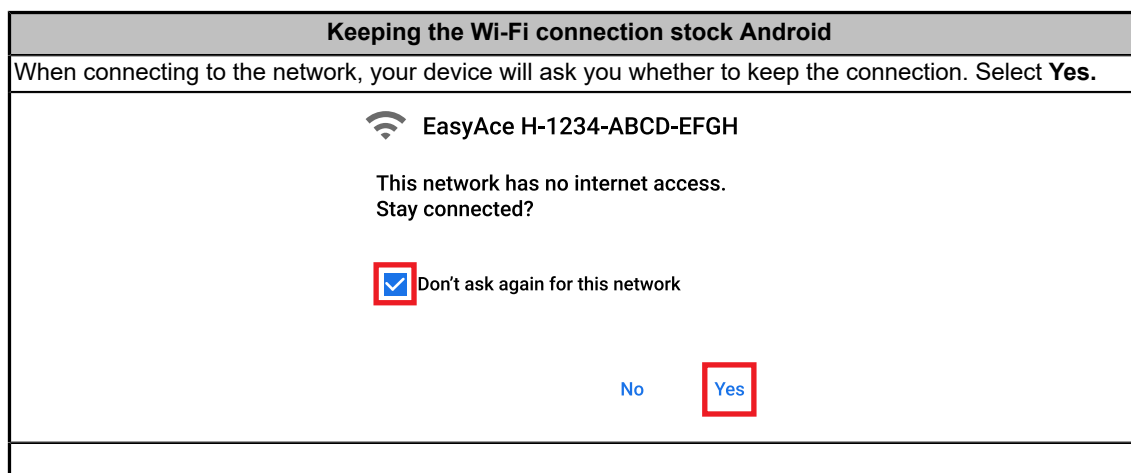 Keeping the Wi-Fi connection stock Android
When connecting to the network, your device will ask you whether to keep the connection. Select Yes.
EasyAce H-1234-ABCD-EFGH
This network has no internet access.
Stay connected?
Don't ask again for this network
No Yes